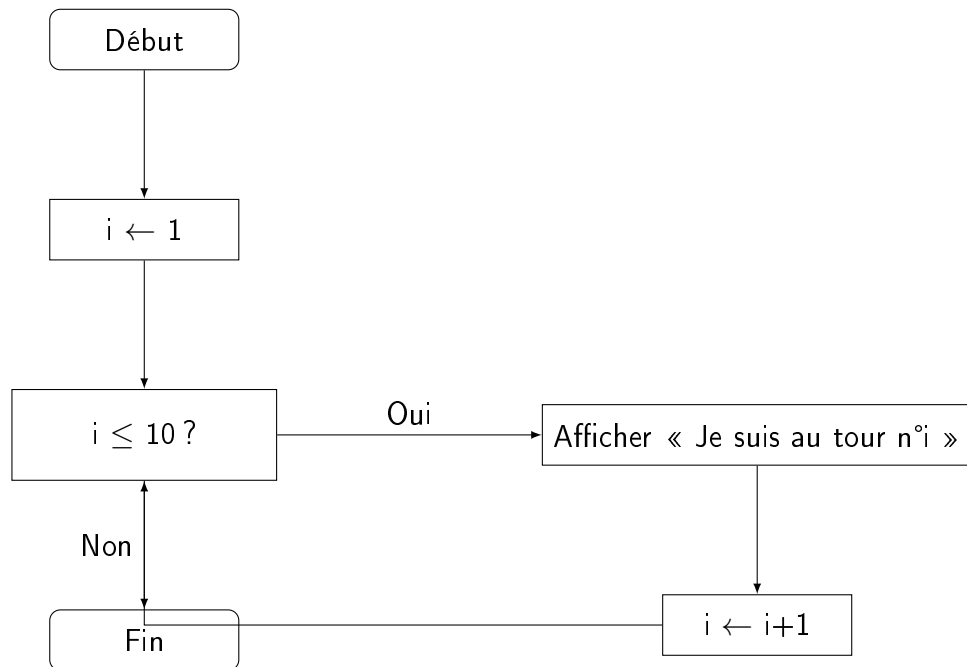 Début
i ← 1
i ≤ 10 ?
Oui
Afficher « Je suis au tour n°i »
Non
i ← i+1
Fin